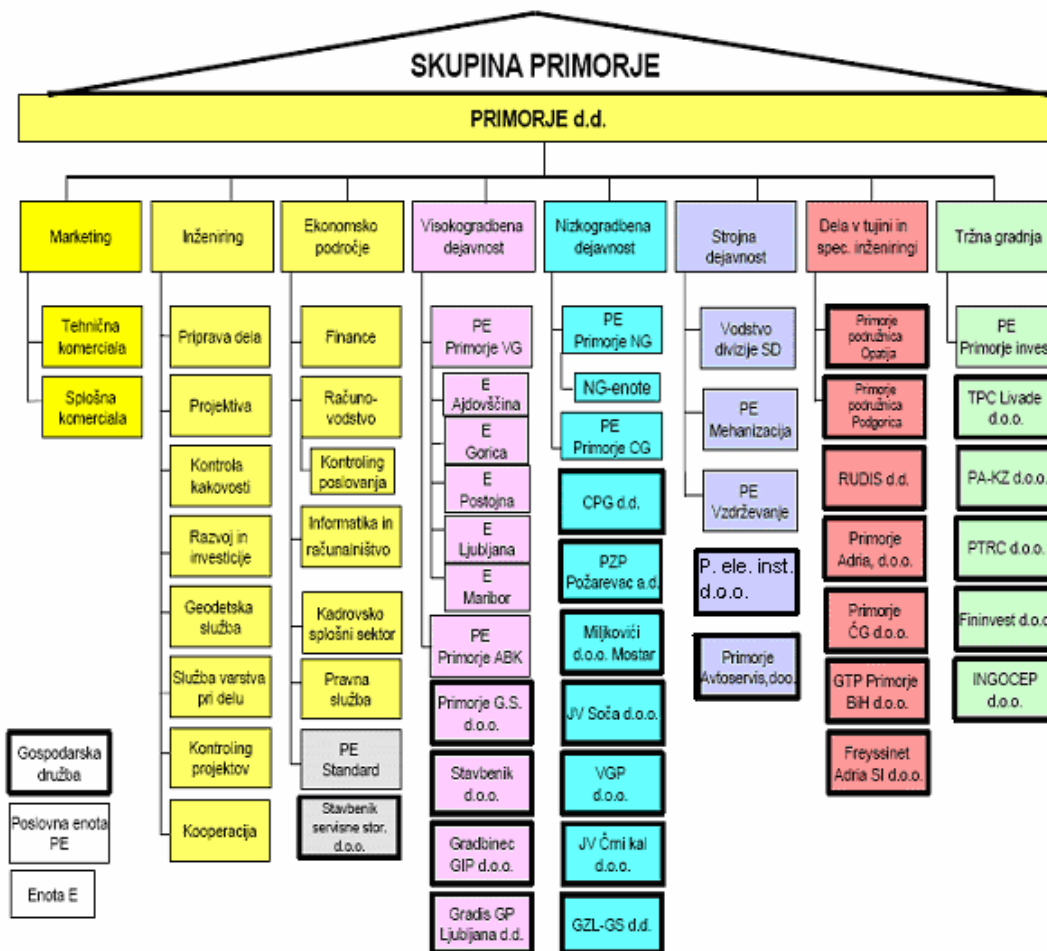 SKUPINA PRIMORJE
PRIMORJE d.d.
Marketing
Tehnična
komerciala
Splošna
komerciala
Inženiring
Priprava dela
Projektiva
Kontrola
kakovosti
Razvoj in
investicije
Geodetska
služba
Služba varstva
pri delu
Kontroling
projektov
Kooperacija
Ekonomsko
področje
Finance
Računo-
vodstvo
Kontroling
poslovanja
Informatika in
računalništvo
Kadrovsko
splošni sektor
Pravna
služba
PE
Standard
Stavbenik
servisne stor.
d.o.o.
Visokogradbena
dejavnost
PE
Primorje VG
E
Ajdovščina
E
Gorica
E
Postojna
E
Ljubljana
E
Maribor
PE
Primorje ABK
Primorje G.S.
d.o.o.
Stavbenik
d.o.o.
Gradbinec
GIP d.o.o.
Gradis GP
Ljubljana d.d.
Nizkogradbena
dejavnost
PE
Primorje NG
NG-enote
PE
Primorje CG
CPG d.d.
PZP
Požarevac a.d.
Miljkovići
d.o.o. Mostar
JV Soča d.o.o.
VGP
d.o.o.
JV Črni kal
d.o.o.
GZL-GS d.d.
Strojna
dejavnost
Vodstvo
divizije SD
PE
Mehanizacija
PE
Vzdrževanje
P. ele. inst.
d.o.o.
Primorje
Avtoservis,doo.
Dela v tujini in
spec. inženiringi
Primorje
podružnica
Opatija
Primorje
podružnica
Podgorica
RUDIS d.d.
Primorje
Adria, d.o.o.
Primorje
ČG d.o.o.
GTP Primorje
BiH d.o.o.
Freyssinet
Adria SI d.o.o.
Tržna gradnja
PE
Primorje invest
TPC Livade
d.o.o.
PA-KZ d.o.o.
PTRC d.o.o.
Fininvest d.o.o
INGOCEP
d.o.o.
Gospodarska
družba
Poslovna enota
PE
Enota E